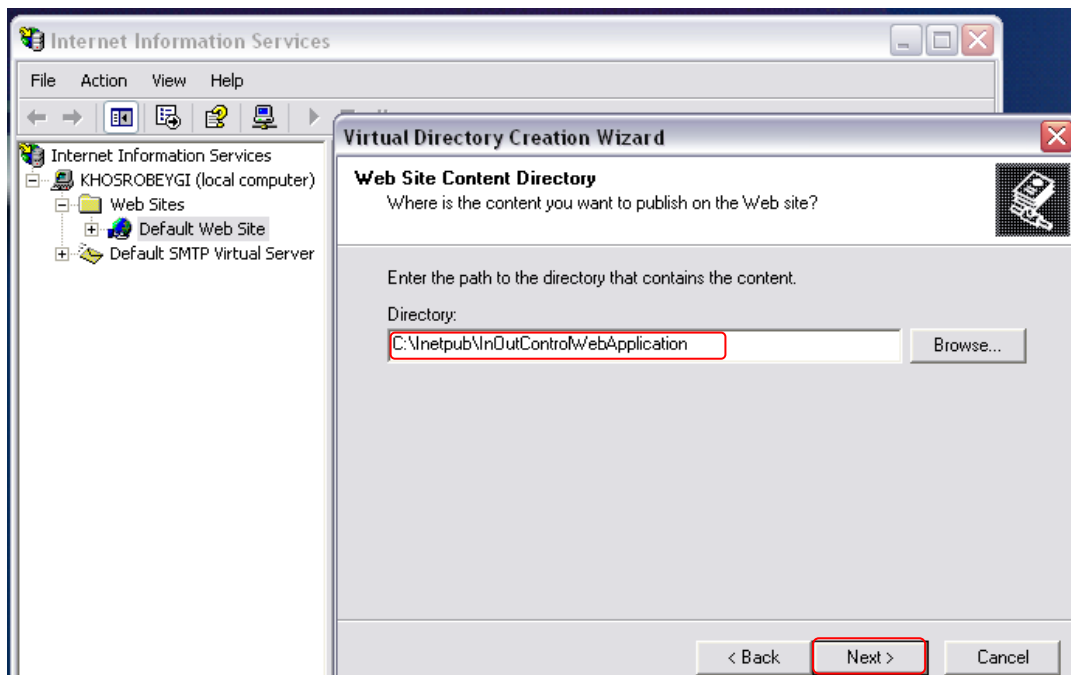 Internet Information Services
File Action View Help
Internet Information Services
KHOSROBEYGI (local computer)
Web Sites
Default Web Site
Default SMTP Virtual Server
Virtual Directory Creation Wizard
Web Site Content Directory
Where is the content you want to publish on the Web site?
Enter the path to the directory that contains the content.
Directory:
C:\Inetpub\InOutControlWebApplication
Browse...
< Back Next > Cancel